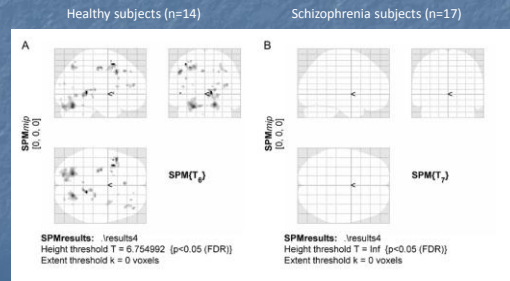 Healthy subjects (n=14)
Schizophrenia subjects (n=17)
A
SPMmip
[0, 0, 0]
<
<
<
SPM{T6}
SPMresults: .\results4
Height threshold T = 6.754992 {p<0.05 (FDR)}
Extent threshold k = 0 voxels
B
SPMmip
[0, 0, 0]
<
<
<
SPM{T7}
SPMresults: .\results4
Height threshold T = Inf {p<0.05 (FDR)}
Extent threshold k = 0 voxels